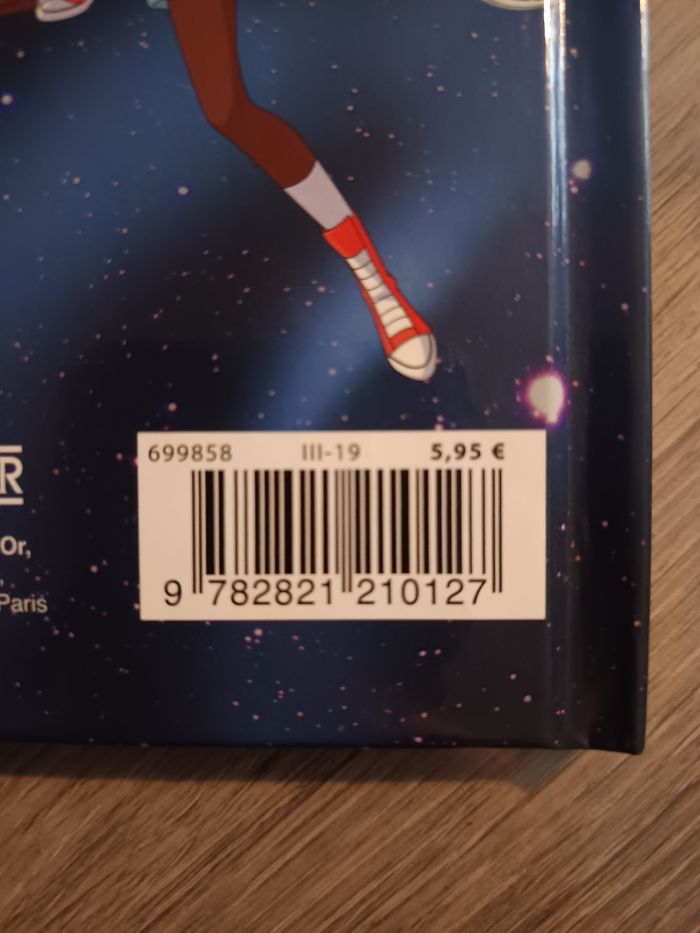 699858 III-19 5,95 €
R
Or,
,
Paris
9 782821 210127